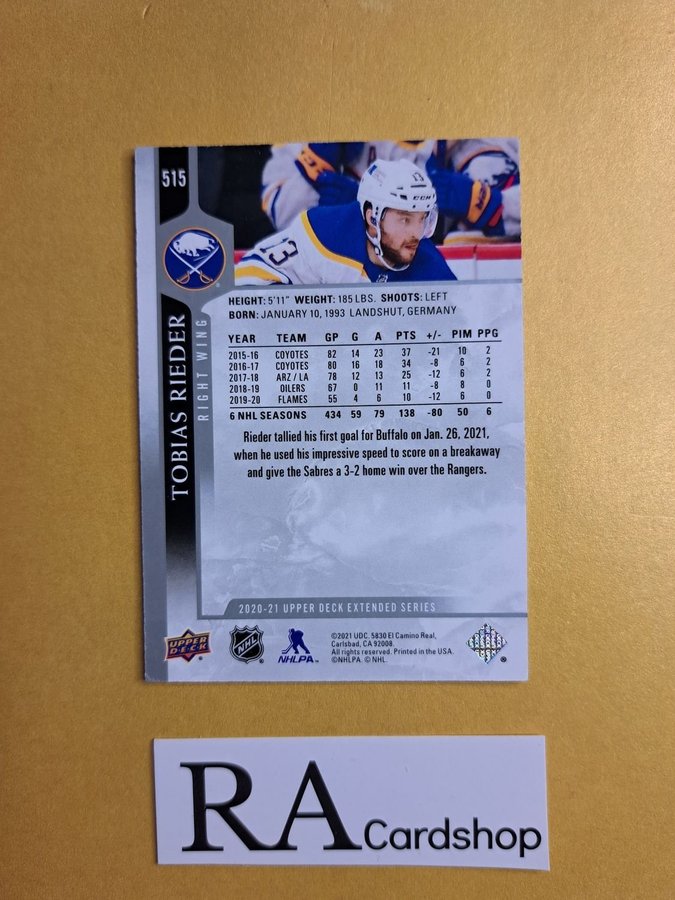 515
13
CCM
13
TOBIAS RIEDER
RIGHT WING
HEIGHT: 5'11" WEIGHT: 185 LBS. SHOOTS: LEFT
BORN: JANUARY 10, 1993 LANDSHUT, GERMANY
YEAR TEAM GP G A PTS +/- PIM PPG
2015-16 COYOTES 82 14 23 37 -21 10 2
2016-17 COYOTES 80 16 18 34 -8 6 2
2017-18 ARZ / LA 78 12 13 25 -12 6 2
2018-19 OILERS 67 0 11 11 -8 8 0
2019-20 FLAMES 55 4 6 10 -12 6 0
6 NHL SEASONS 434 59 79 138 -80 50 6
Rieder tallied his first goal for Buffalo on Jan. 26, 2021,
when he used his impressive speed to score on a breakaway
and give the Sabres a 3-2 home win over the Rangers.
2020-21 UPPER DECK EXTENDED SERIES
UPPER DECK
NHL
NHLPA
©2021 UDC. 5830 El Camino Real,
Carlsbad, CA 92008.
All rights reserved. Printed in the USA.
©NHLPA ©NHL
RA Cardshop